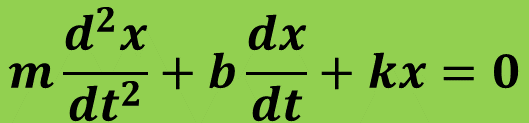 m d²x/dt² + b dx/dt + kx = 0